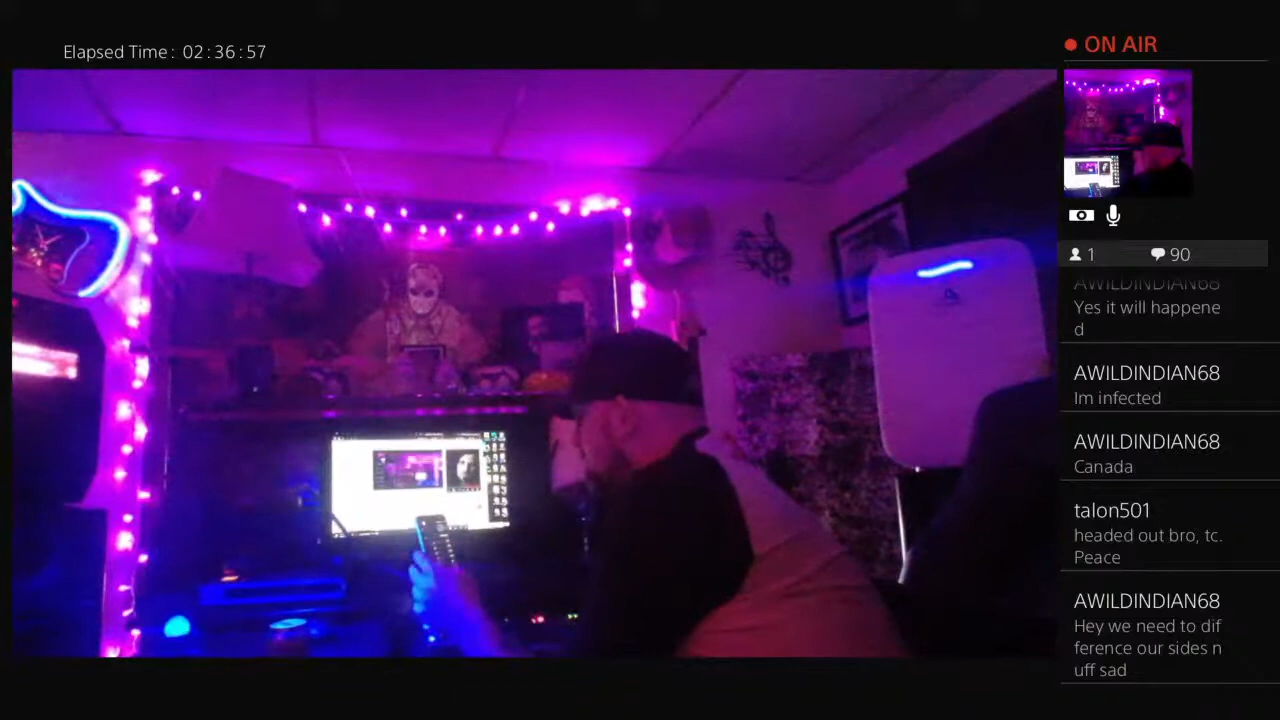 Elapsed Time: 02:36:57
ON AIR
1 90
AWILDINDIAN68
Yes it will happene
d
AWILDINDIAN68
Im infected
AWILDINDIAN68
Canada
talon501
headed out bro, tc.
Peace
AWILDINDIAN68
Hey we need to dif
ference our sides n
uff sad